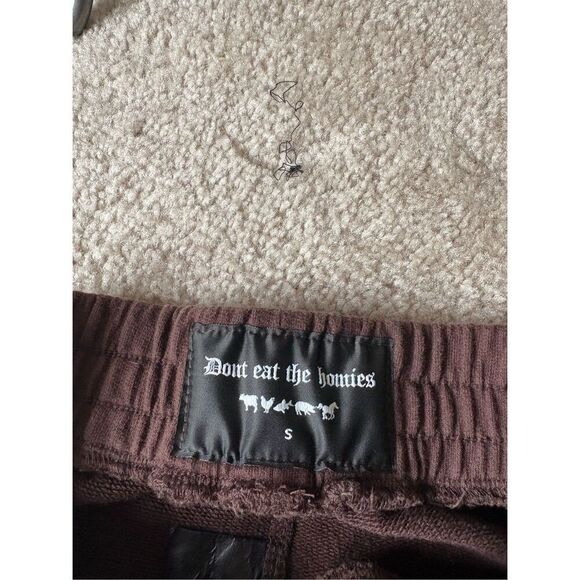 Dont eat the homies
S